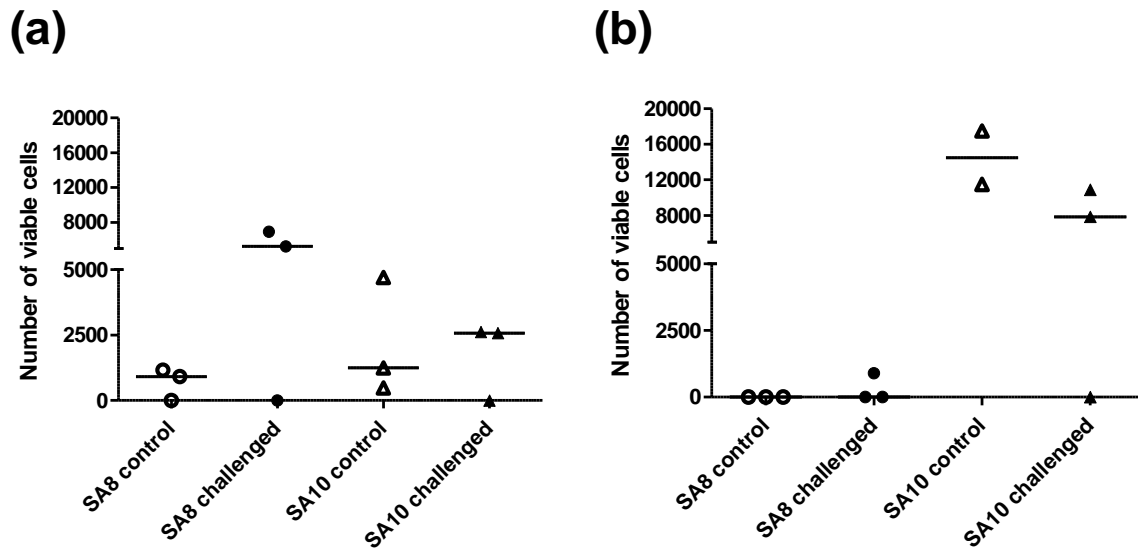 (a)
Number of viable cells
20000
16000
12000
8000
5000
2500
0
SA8 control
SA8 challenged
SA10 control
SA10 challenged
(b)
Number of viable cells
20000
16000
12000
8000
5000
2500
0
SA8 control
SA8 challenged
SA10 control
SA10 challenged